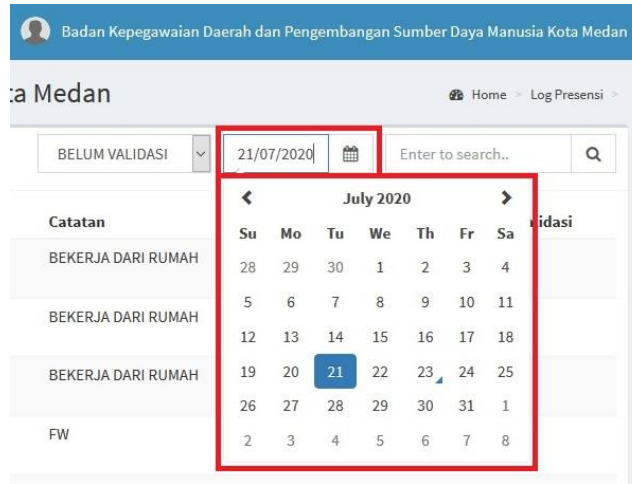 Badan Kepegawaian Daerah dan Pengembangan Sumber Daya Manusia Kota Medan
ta Medan
Home > Log Presensi >
BELUM VALIDASI 21/07/2020 Enter to search..
Catatan idasi
BEKERJA DARI RUMAH
BEKERJA DARI RUMAH
BEKERJA DARI RUMAH
FW
July 2020
Su Mo Tu We Th Fr Sa
28 29 30 1 2 3 4
5 6 7 8 9 10 11
12 13 14 15 16 17 18
19 20 21 22 23 24 25
26 27 28 29 30 31 1
2 3 4 5 6 7 8